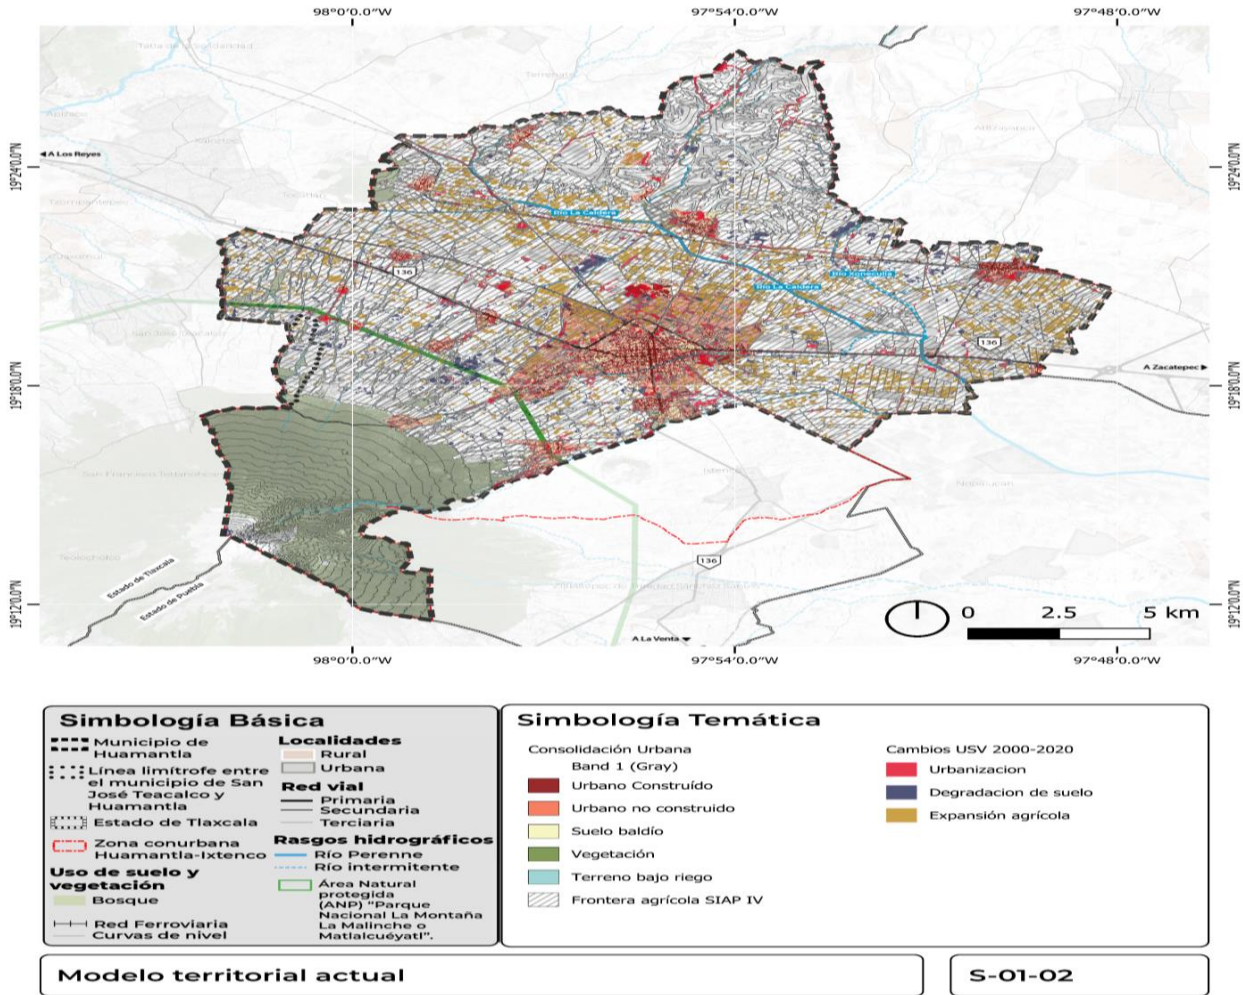 98°0'0.0"W
97°54'0.0"W
97°48'0.0"W
19°24'0.0"N
19°24'0.0"N
A Los Reyes
Terrenate
Altzayanca
136
Río La Caldera
Río La Caldera
136
A Zacatepec
19°18'0.0"N
19°18'0.0"N
Ixtenco
136
Estado de Tlaxcala
Estado de Puebla
A La Venta
19°12'0.0"N
19°12'0.0"N
0 2.5 5 km
98°0'0.0"W
97°54'0.0"W
97°48'0.0"W
Simbología Básica
Municipio de
Huamantla
Línea limítrofe entre
el municipio de San
José Teacalco y
Huamantla
Estado de Tlaxcala
Zona conurbana
Huamantla-Ixtenco
Uso de suelo y
vegetación
Bosque
Red Ferroviaria
Curvas de nivel
Localidades
Rural
Urbana
Red vial
Primaria
Secundaria
Terciaria
Rasgos hidrográficos
Río Perenne
Río intermitente
Área Natural
protegida
(ANP) "Parque
Nacional La Montaña
La Malinche o
Matlalcuéyatl".
Simbología Temática
Consolidación Urbana
Band 1 (Gray)
Urbano Construído
Urbano no construido
Suelo baldío
Vegetación
Terreno bajo riego
Frontera agrícola SIAP IV
Cambios USV 2000-2020
Urbanizacion
Degradacion de suelo
Expansión agrícola
Modelo territorial actual
S-01-02